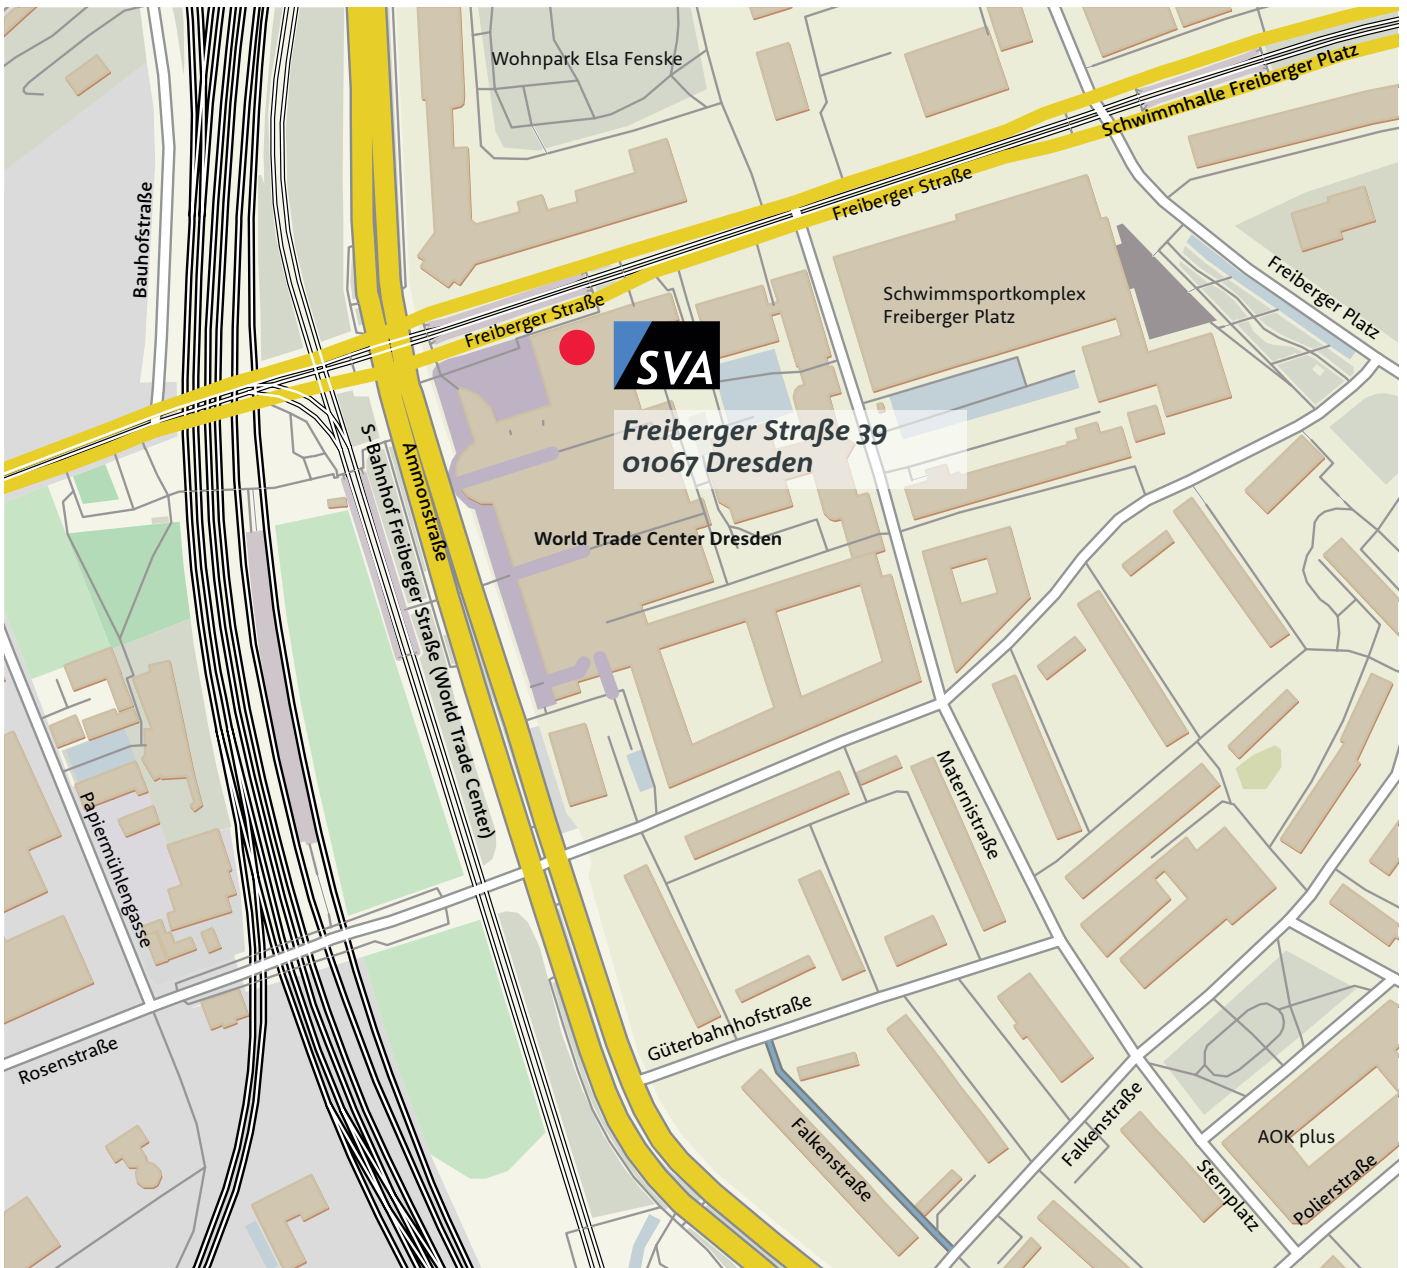 Wohnpark Elsa Fenske
Schwimmhalle Freiberger Platz
Bauhofstraße
Freiberger Straße
Freiberger Straße
Freiberger Platz
Schwimmsportkomplex
Freiberger Platz
SVA
Freiberger Straße 39
01067 Dresden
S-Bahnhof Freiberger Straße (World Trade Center)
Ammonstraße
World Trade Center Dresden
Papiermühlengasse
Maternistraße
Rosenstraße
Güterbahnhofstraße
Falkenstraße
Falkenstraße
AOK plus
Sternplatz
Polierstraße